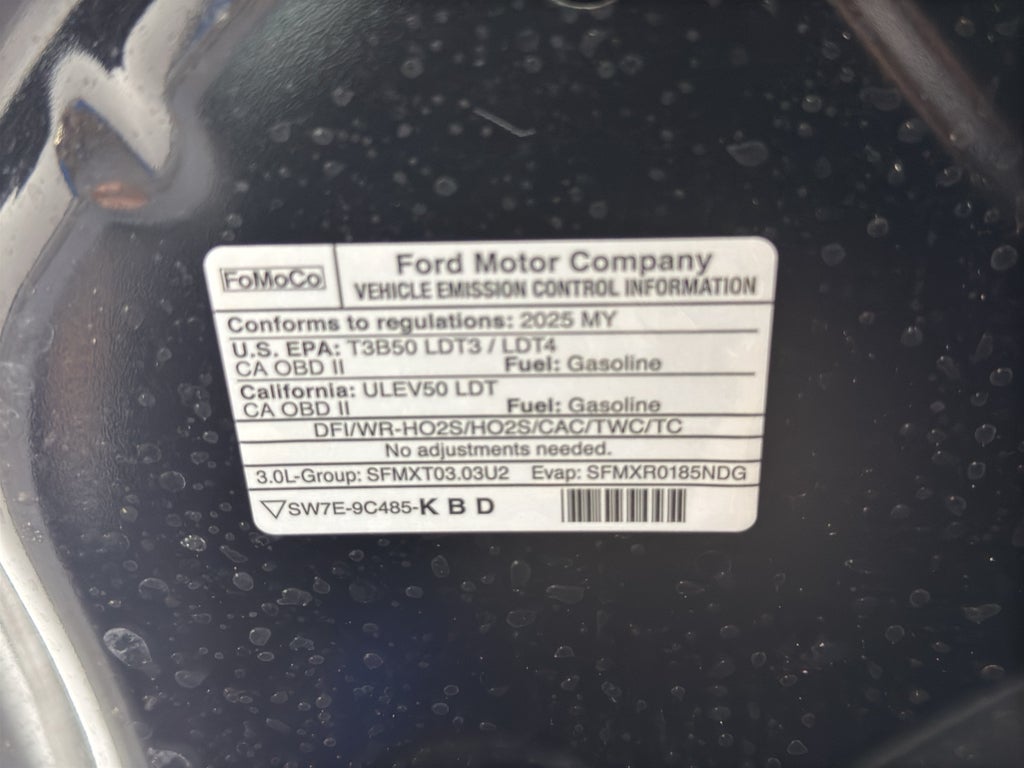 FoMoCo
Ford Motor Company
VEHICLE EMISSION CONTROL INFORMATION
Conforms to regulations: 2025 MY
U.S. EPA: T3B50 LDT3 / LDT4
CA OBD II Fuel: Gasoline
California: ULEV50 LDT
CA OBD II Fuel: Gasoline
DFI/WR-HO2S/HO2S/CAC/TWC/TC
No adjustments needed.
3.0L-Group: SFMXT03.03U2 Evap: SFMXR0185NDG
SW7E-9C485-K B D